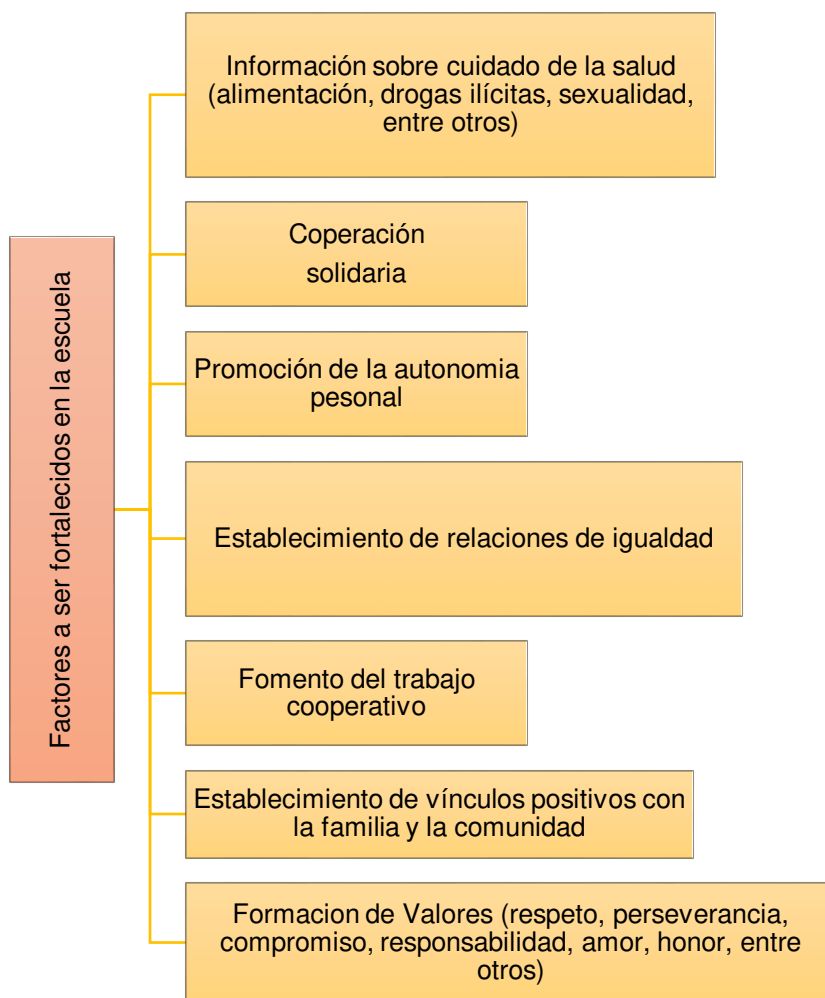 Factores a ser fortalecidos en la escuela
Información sobre cuidado de la salud
(alimentación, drogas ilícitas, sexualidad,
entre otros)
Coperación
solidaria
Promoción de la autonomia
pesonal
Establecimiento de relaciones de igualdad
Fomento del trabajo
cooperativo
Establecimiento de vínculos positivos con
la familia y la comunidad
Formacion de Valores (respeto, perseverancia,
compromiso, responsabilidad, amor, honor, entre
otros)